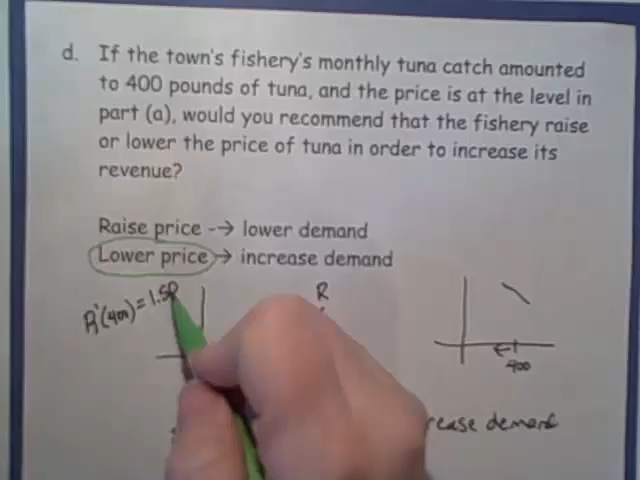 d. If the town's fishery's monthly tuna catch amounted
to 400 pounds of tuna, and the price is at the level in
part (a), would you recommend that the fishery raise
or lower the price of tuna in order to increase its
revenue?
Raise price --> lower demand
Lower price --> increase demand
R'(400) = 1.50
R
400
rease demand